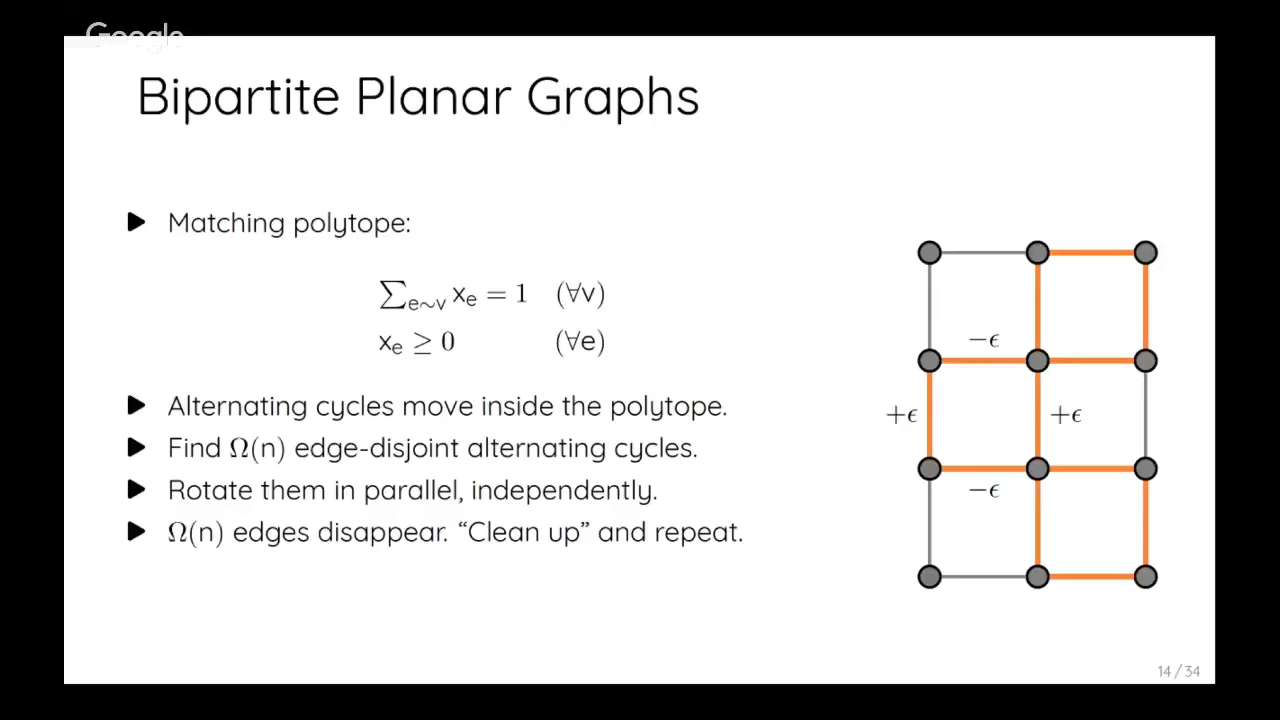 Google
Bipartite Planar Graphs
▶ Matching polytope:
∑e∼v xe = 1 (∀v)
xe ≥ 0 (∀e)
▶ Alternating cycles move inside the polytope.
▶ Find Ω(n) edge-disjoint alternating cycles.
▶ Rotate them in parallel, independently.
▶ Ω(n) edges disappear. “Clean up” and repeat.
−ϵ
+ϵ +ϵ
−ϵ
14 / 34